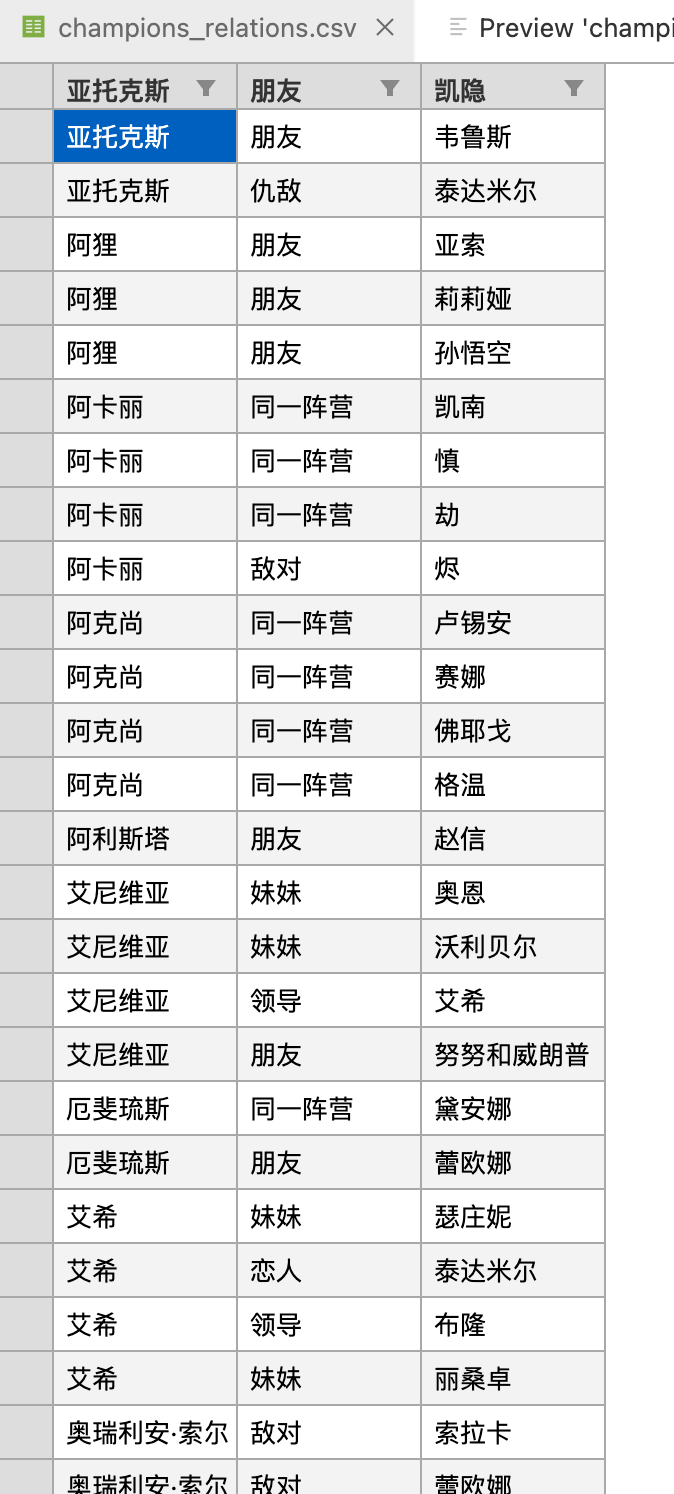 champions_relations.csv Preview 'champi
亚托克斯 朋友 凯隐
亚托克斯 朋友 韦鲁斯
亚托克斯 仇敌 泰达米尔
阿狸 朋友 亚索
阿狸 朋友 莉莉娅
阿狸 朋友 孙悟空
阿卡丽 同一阵营 凯南
阿卡丽 同一阵营 慎
阿卡丽 同一阵营 劫
阿卡丽 敌对 烬
阿克尚 同一阵营 卢锡安
阿克尚 同一阵营 赛娜
阿克尚 同一阵营 佛耶戈
阿克尚 同一阵营 格温
阿利斯塔 朋友 赵信
艾尼维亚 妹妹 奥恩
艾尼维亚 妹妹 沃利贝尔
艾尼维亚 领导 艾希
艾尼维亚 朋友 努努和威朗普
厄斐琉斯 同一阵营 黛安娜
厄斐琉斯 朋友 蕾欧娜
艾希 妹妹 瑟庄妮
艾希 恋人 泰达米尔
艾希 领导 布隆
艾希 妹妹 丽桑卓
奥瑞利安·索尔 敌对 索拉卡
奥瑞利安·索尔 敌对 蕾欧娜